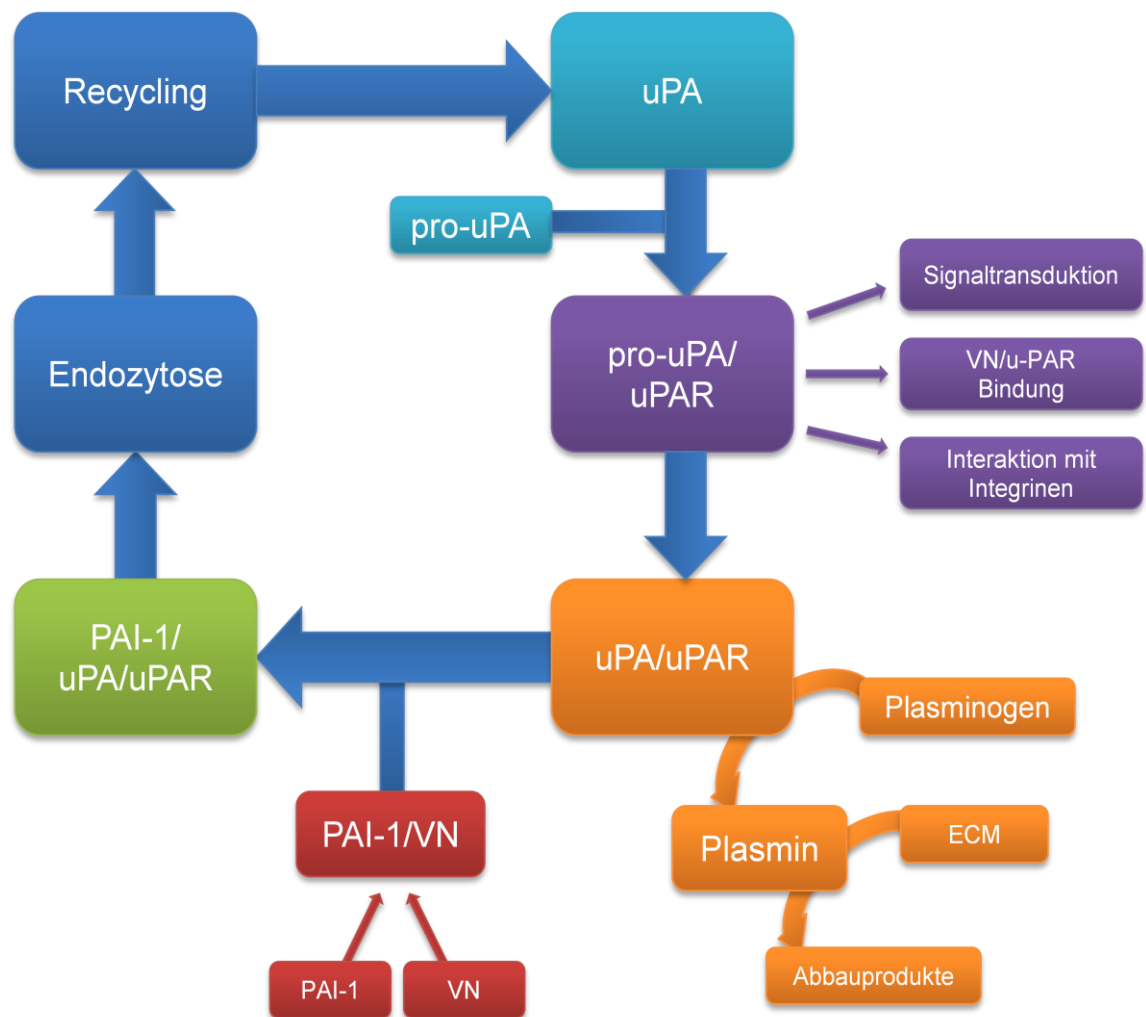 Recycling
uPA
pro-uPA
Endozytose
pro-uPA/
uPAR
Signaltransduktion
VN/u-PAR
Bindung
Interaktion mit
Integrinen
PAI-1/
uPA/uPAR
uPA/uPAR
Plasminogen
PAI-1/VN
Plasmin
ECM
PAI-1
VN
Abbauprodukte